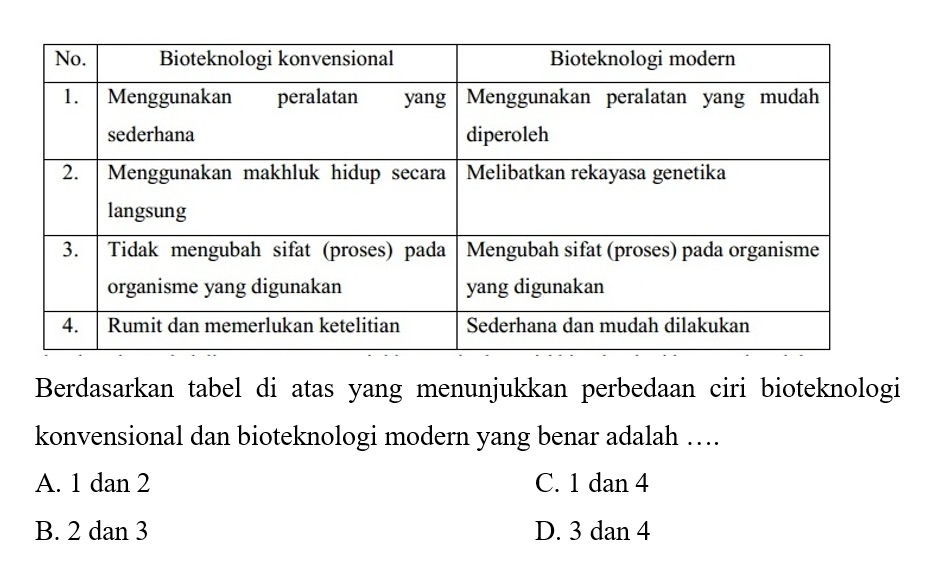 No. Bioteknologi konvensional Bioteknologi modern
1. Menggunakan peralatan yang Menggunakan peralatan yang mudah
sederhana diperoleh
2. Menggunakan makhluk hidup secara Melibatkan rekayasa genetika
langsung
3. Tidak mengubah sifat (proses) pada Mengubah sifat (proses) pada organisme
organisme yang digunakan yang digunakan
4. Rumit dan memerlukan ketelitian Sederhana dan mudah dilakukan
Berdasarkan tabel di atas yang menunjukkan perbedaan ciri bioteknologi
konvensional dan bioteknologi modern yang benar adalah ….
A. 1 dan 2 C. 1 dan 4
B. 2 dan 3 D. 3 dan 4